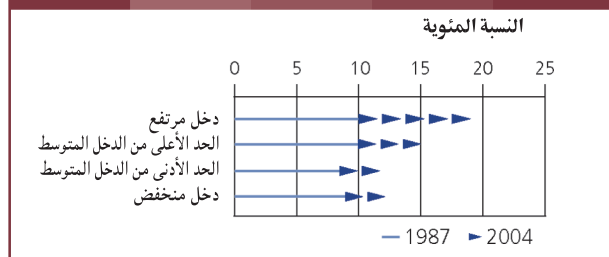 النسبة المئوية
0 5 10 15 20 25
دخل مرتفع
الحد الأعلى من الدخل المتوسط
الحد الأدنى من الدخل المتوسط
دخل منخفض
1987 2004